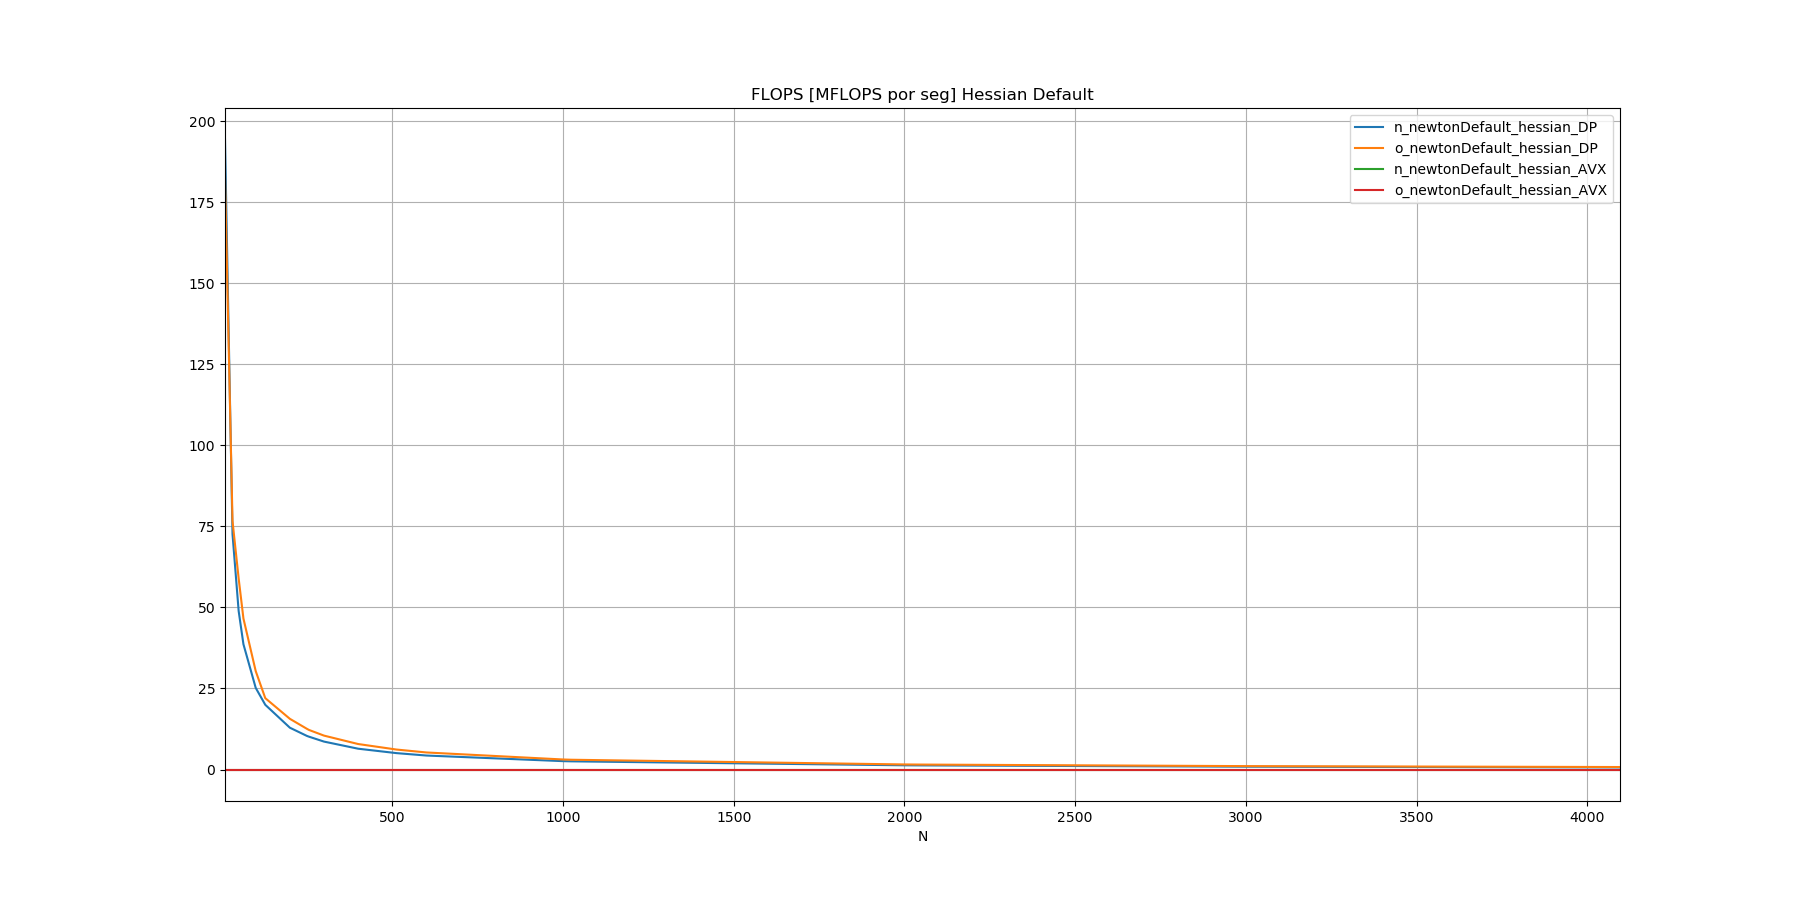 FLOPS [MFLOPS por seg] Hessian Default
n_newtonDefault_hessian_DP
o_newtonDefault_hessian_DP
n_newtonDefault_hessian_AVX
o_newtonDefault_hessian_AVX
200
175
150
125
100
75
50
25
0
500 1000 1500 2000 2500 3000 3500 4000
N